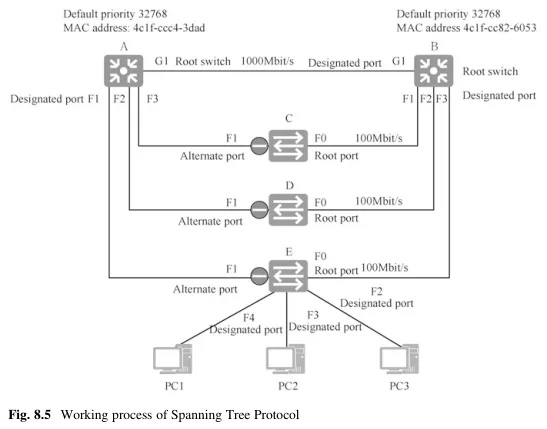 Default priority 32768
MAC address: 4c1f-ccc4-3dad
Default priority 32768
MAC address 4c1f-cc82-6053
A
B
G1 Root switch 1000Mbit/s Designated port G1
Root switch
Designated port F1 F2 F3
F1 F2 F3 Designated port
C
F1 F0 100Mbit/s
Alternate port Root port
D
F1 F0 100Mbit/s
Alternate port Root port
E
F1 F0
Root port 100Mbit/s
Alternate port
F2
Designated port
F4 F3
Designated port Designated port
PC1 PC2 PC3
Fig. 8.5 Working process of Spanning Tree Protocol